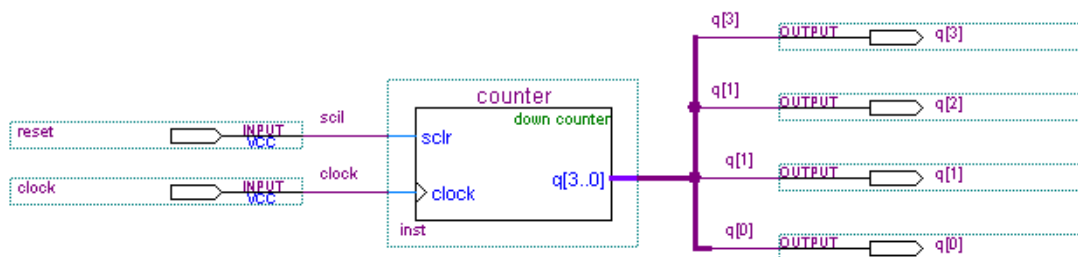 q[3] OUTPUT q[3]
counter
down counter
q[1] OUTPUT q[2]
reset INPUT VCC scil sclr
q[3..0] q[1] OUTPUT q[1]
clock INPUT VCC clock clock
inst
q[0] OUTPUT q[0]